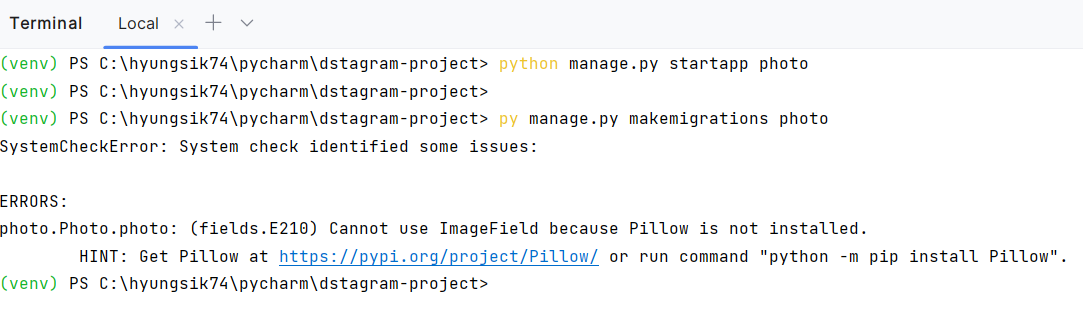 Terminal Local × +
(venv) PS C:\hyungsik74\pycharm\dstagram-project> python manage.py startapp photo
(venv) PS C:\hyungsik74\pycharm\dstagram-project>
(venv) PS C:\hyungsik74\pycharm\dstagram-project> py manage.py makemigrations photo
SystemCheckError: System check identified some issues:
ERRORS:
photo.Photo.photo: (fields.E210) Cannot use ImageField because Pillow is not installed.
HINT: Get Pillow at https://pypi.org/project/Pillow/ or run command "python -m pip install Pillow".
(venv) PS C:\hyungsik74\pycharm\dstagram-project>